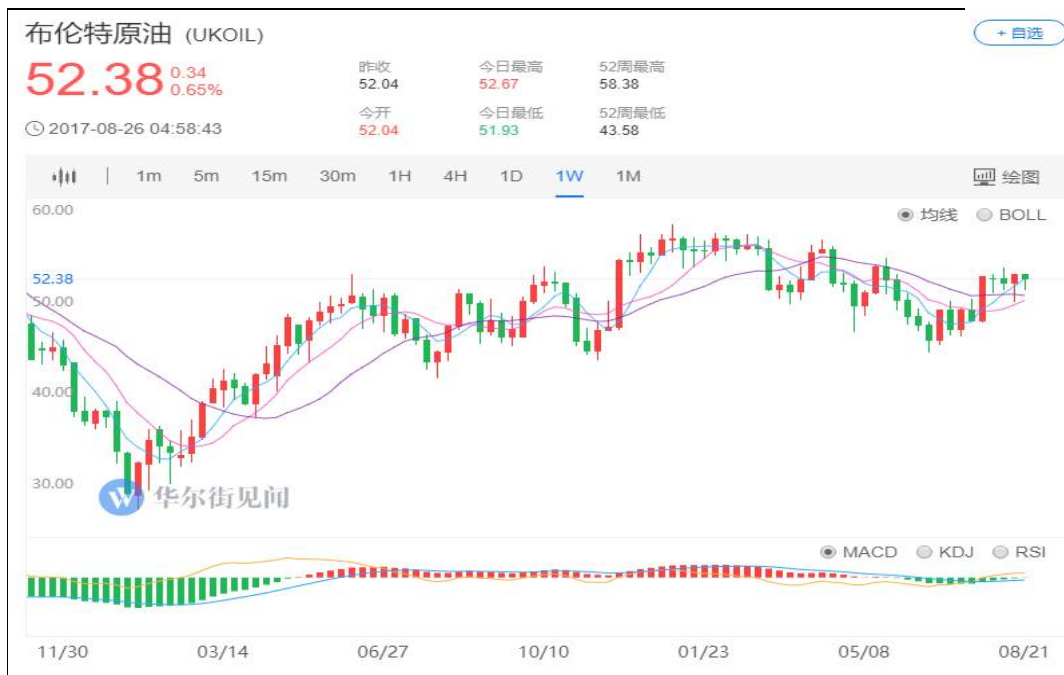 布伦特原油 (UKOIL)
+ 自选
52.38 0.34
0.65%
昨收 今日最高 52周最高
52.04 52.67 58.38
今开 今日最低 52周最低
52.04 51.93 43.58
2017-08-26 04:58:43
1m 5m 15m 30m 1H 4H 1D 1W 1M 绘图
60.00
均线 BOLL
52.38
50.00
40.00
30.00
W 华尔街见闻
MACD KDJ RSI
11/30 03/14 06/27 10/10 01/23 05/08 08/21